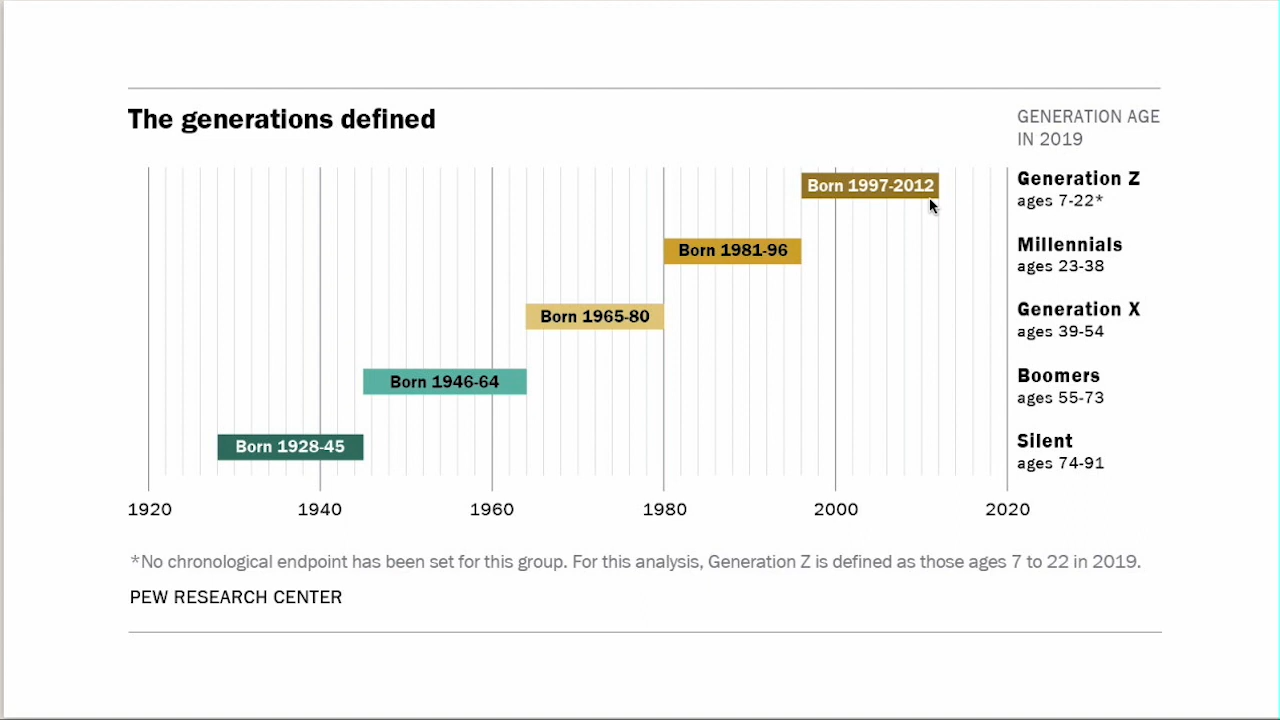 The generations defined
GENERATION AGE
IN 2019
Born 1997-2012
Generation Z
ages 7-22*
Born 1981-96
Millennials
ages 23-38
Born 1965-80
Generation X
ages 39-54
Born 1946-64
Boomers
ages 55-73
Born 1928-45
Silent
ages 74-91
1920 1940 1960 1980 2000 2020
*No chronological endpoint has been set for this group. For this analysis, Generation Z is defined as those ages 7 to 22 in 2019.
PEW RESEARCH CENTER